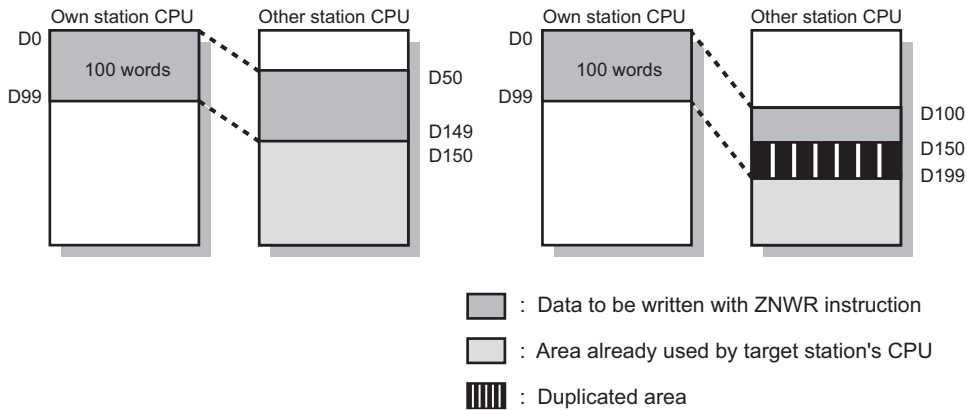 Own station CPU
Other station CPU
D0
100 words
D99
D50
D149
D150
Own station CPU
Other station CPU
D0
100 words
D99
D100
D150
D199
: Data to be written with ZNWR instruction
: Area already used by target station's CPU
: Duplicated area